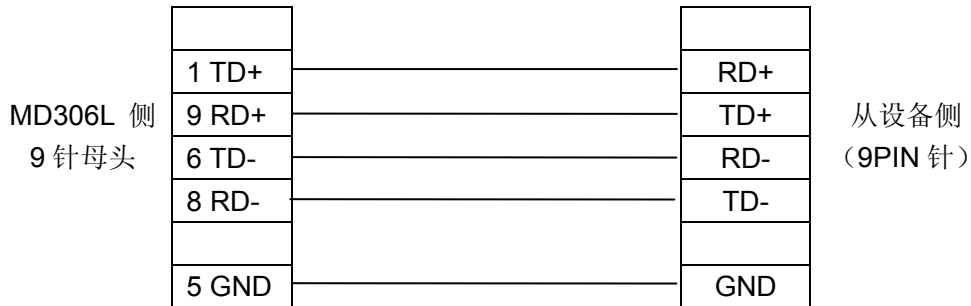 1 TD+ RD+
MD306L 侧 9 RD+ TD+ 从设备侧
9 针母头 6 TD- RD- （9PIN 针）
8 RD- TD-
5 GND GND